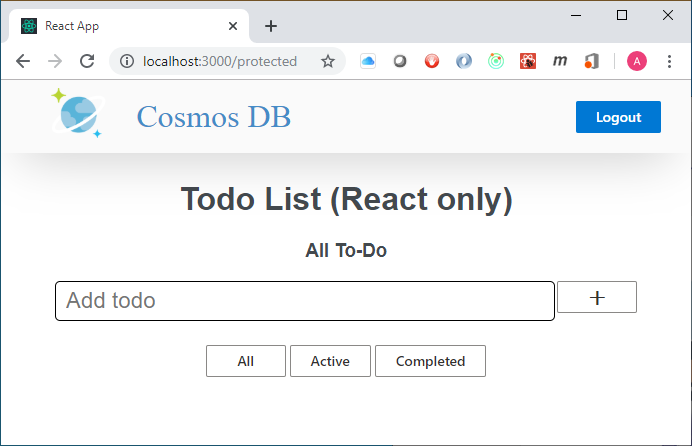 React App
localhost:3000/protected
m
A
Cosmos DB
Logout
Todo List (React only)
All To-Do
Add todo
+
All
Active
Completed